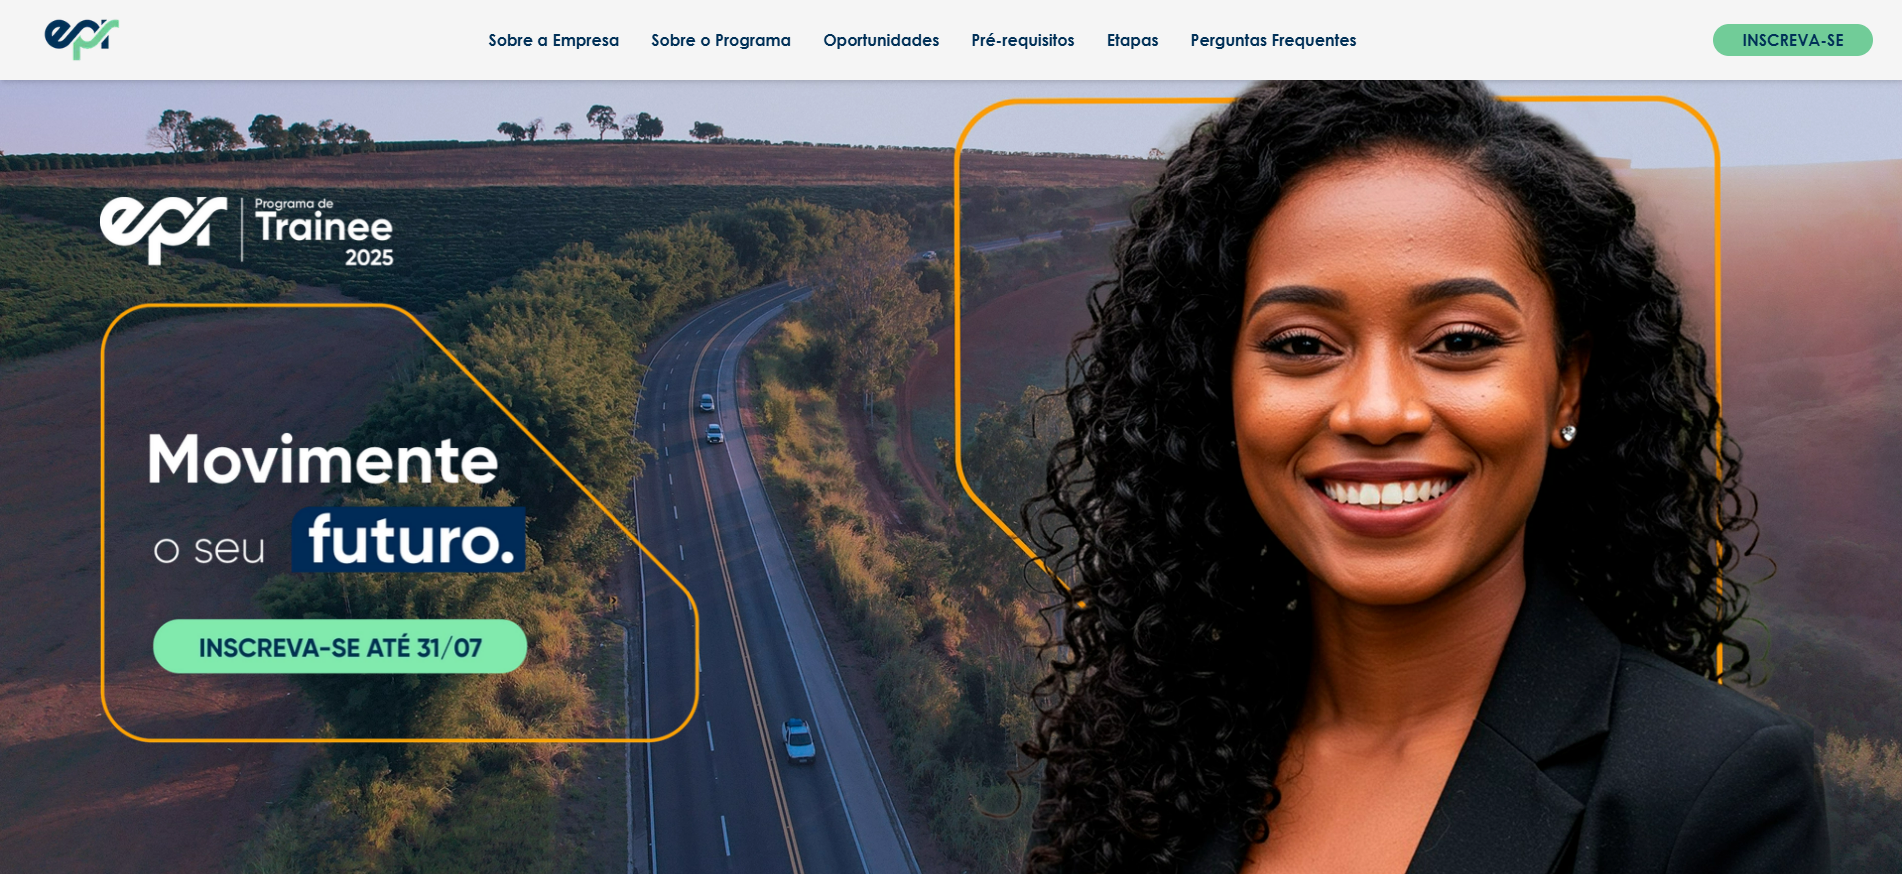 epr
Sobre a Empresa
Sobre o Programa
Oportunidades
Pré-requisitos
Etapas
Perguntas Frequentes
INSCREVA-SE
epr
Programa de
Trainee
2025
Movimente
o seu futuro.
INSCREVA-SE ATÉ 31/07